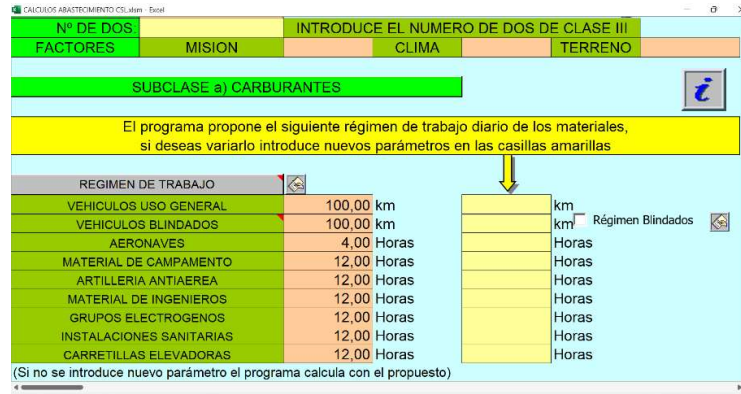 CALCULOS ABASTECIMIENTO CSL.xlsm - Excel
Nº DE DOS. INTRODUCE EL NUMERO DE DOS DE CLASE III
FACTORES MISION CLIMA TERRENO
SUBCLASE a) CARBURANTES
i
El programa propone el siguiente régimen de trabajo diario de los materiales,
si deseas variarlo introduce nuevos parámetros en las casillas amarillas
REGIMEN DE TRABAJO
VEHICULOS USO GENERAL 100,00 km km
VEHICULOS BLINDADOS 100,00 km km Régimen Blindados
AERONAVES 4,00 Horas Horas
MATERIAL DE CAMPAMENTO 12,00 Horas Horas
ARTILLERIA ANTIAEREA 12,00 Horas Horas
MATERIAL DE INGENIEROS 12,00 Horas Horas
GRUPOS ELECTROGENOS 12,00 Horas Horas
INSTALACIONES SANITARIAS 12,00 Horas Horas
CARRETILLAS ELEVADORAS 12,00 Horas Horas
(Si no se introduce nuevo parámetro el programa calcula con el propuesto)